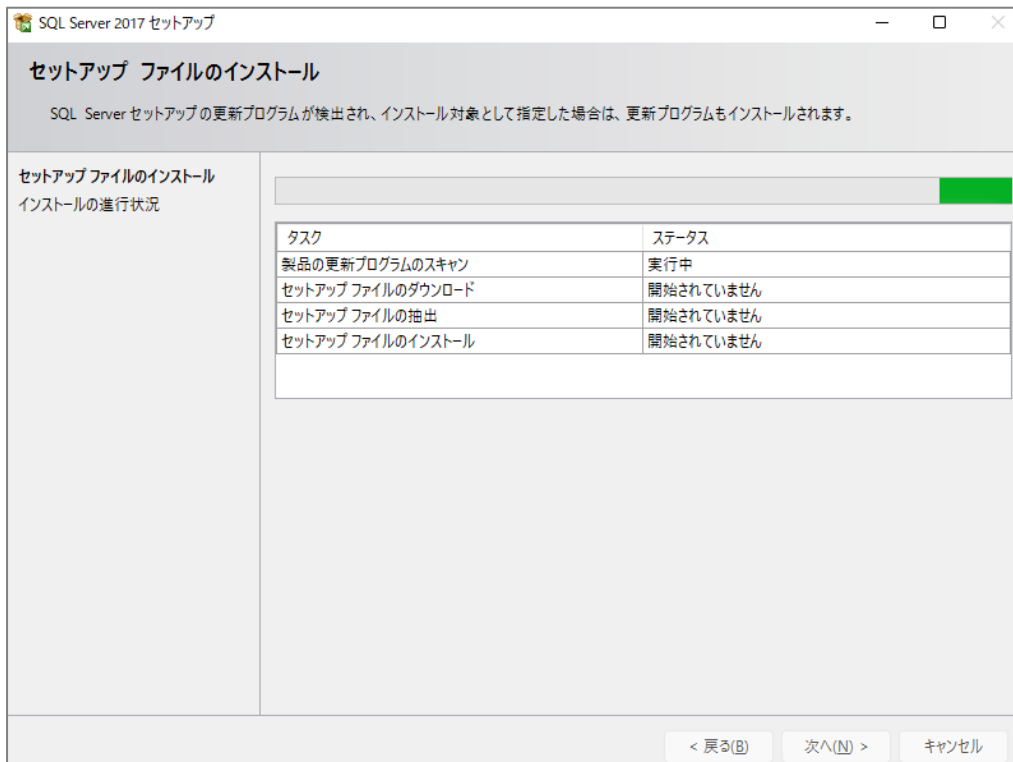 SQL Server 2017 セットアップ
セットアップ ファイルのインストール
SQL Server セットアップの更新プログラムが検出され、インストール対象として指定した場合は、更新プログラムもインストールされます。
セットアップ ファイルのインストール
インストールの進行状況
タスク ステータス
製品の更新プログラムのスキャン 実行中
セットアップ ファイルのダウンロード 開始されていません
セットアップ ファイルの抽出 開始されていません
セットアップ ファイルのインストール 開始されていません
< 戻る(B) 次へ(N) > キャンセル